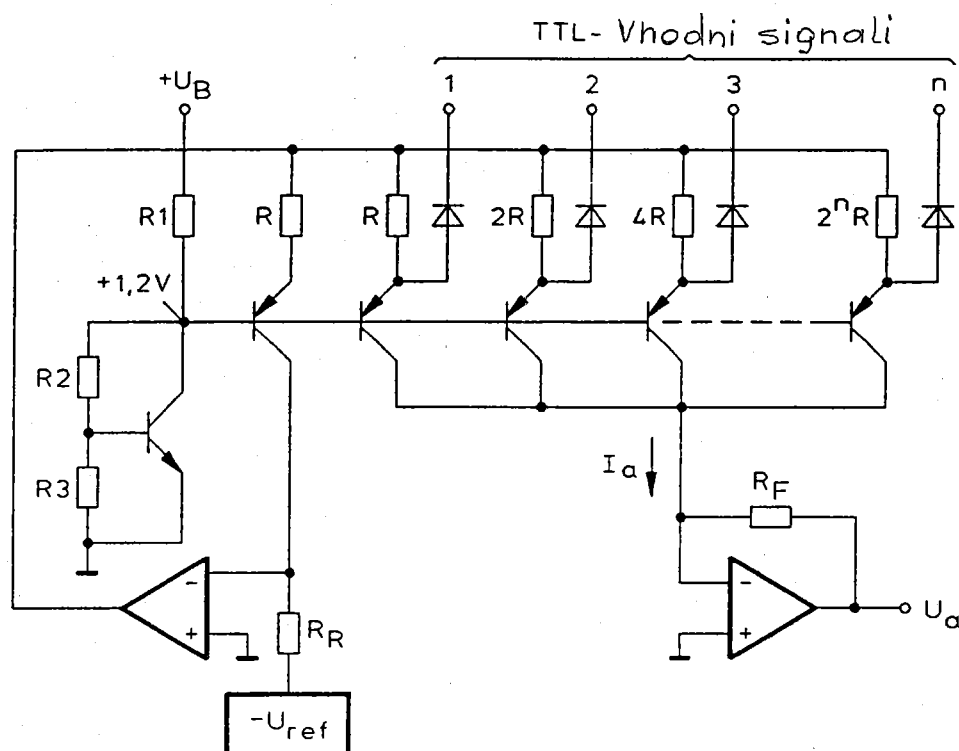 TTL- Vhodni signali
+U_B 1 2 3 n
R1 R R 2R 4R 2^nR
+1,2V
R2
R3
I_a
R_F
- +
R_R
- +
U_a
-U_ref